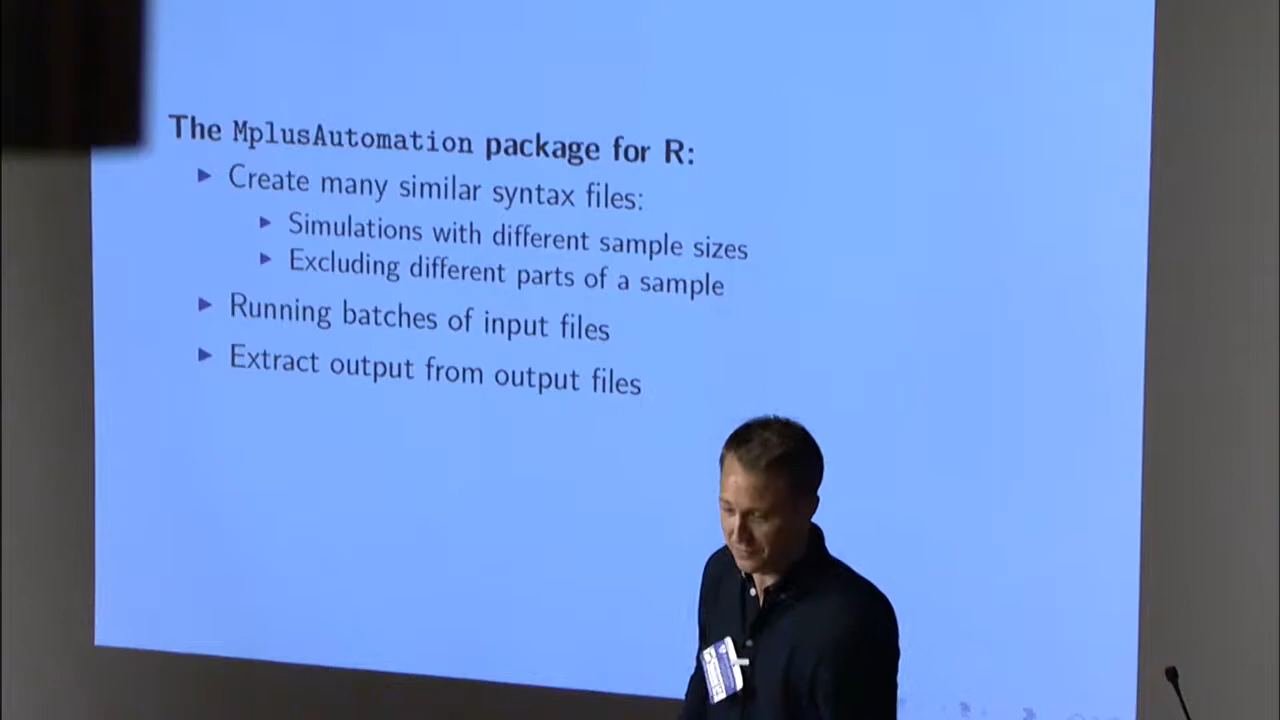 The MplusAutomation package for R:
Create many similar syntax files:
Simulations with different sample sizes
Excluding different parts of a sample
Running batches of input files
Extract output from output files